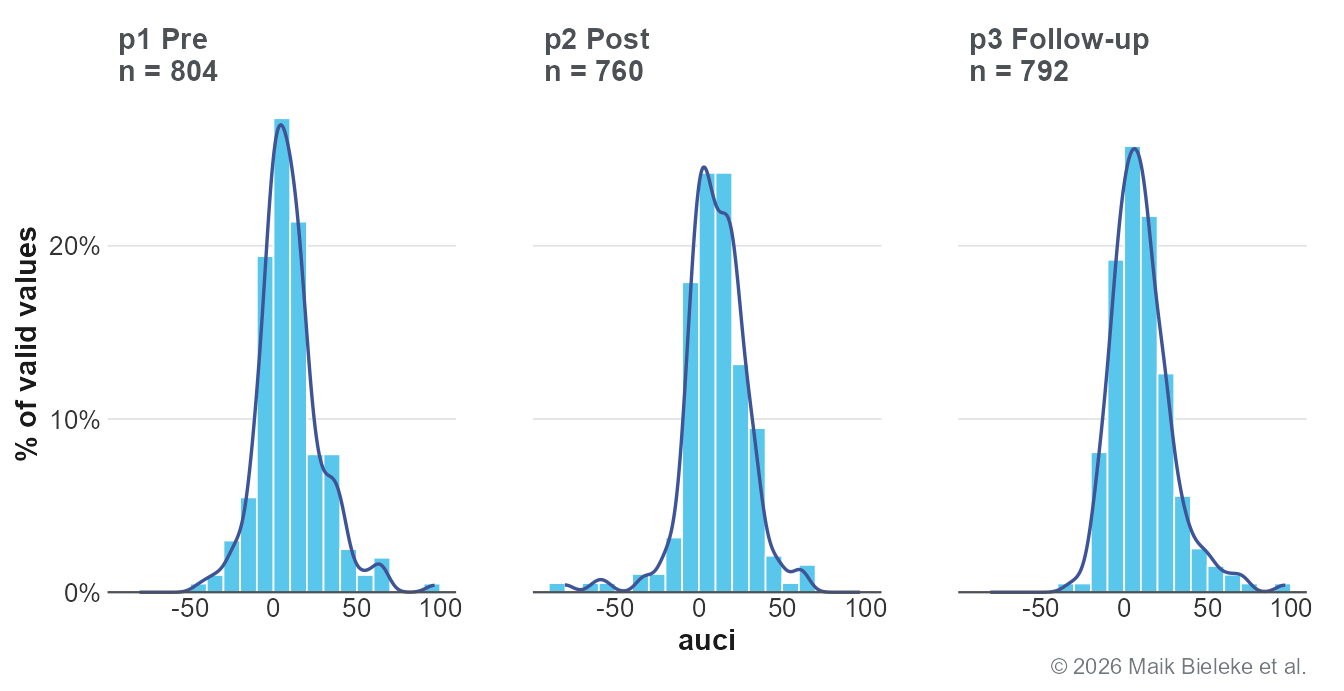 p1 Pre
n = 804
p2 Post
n = 760
p3 Follow-up
n = 792
% of valid values
20%
10%
0%
-50 0 50 100
-50 0 50 100
-50 0 50 100
auci
© 2026 Maik Bieleke et al.